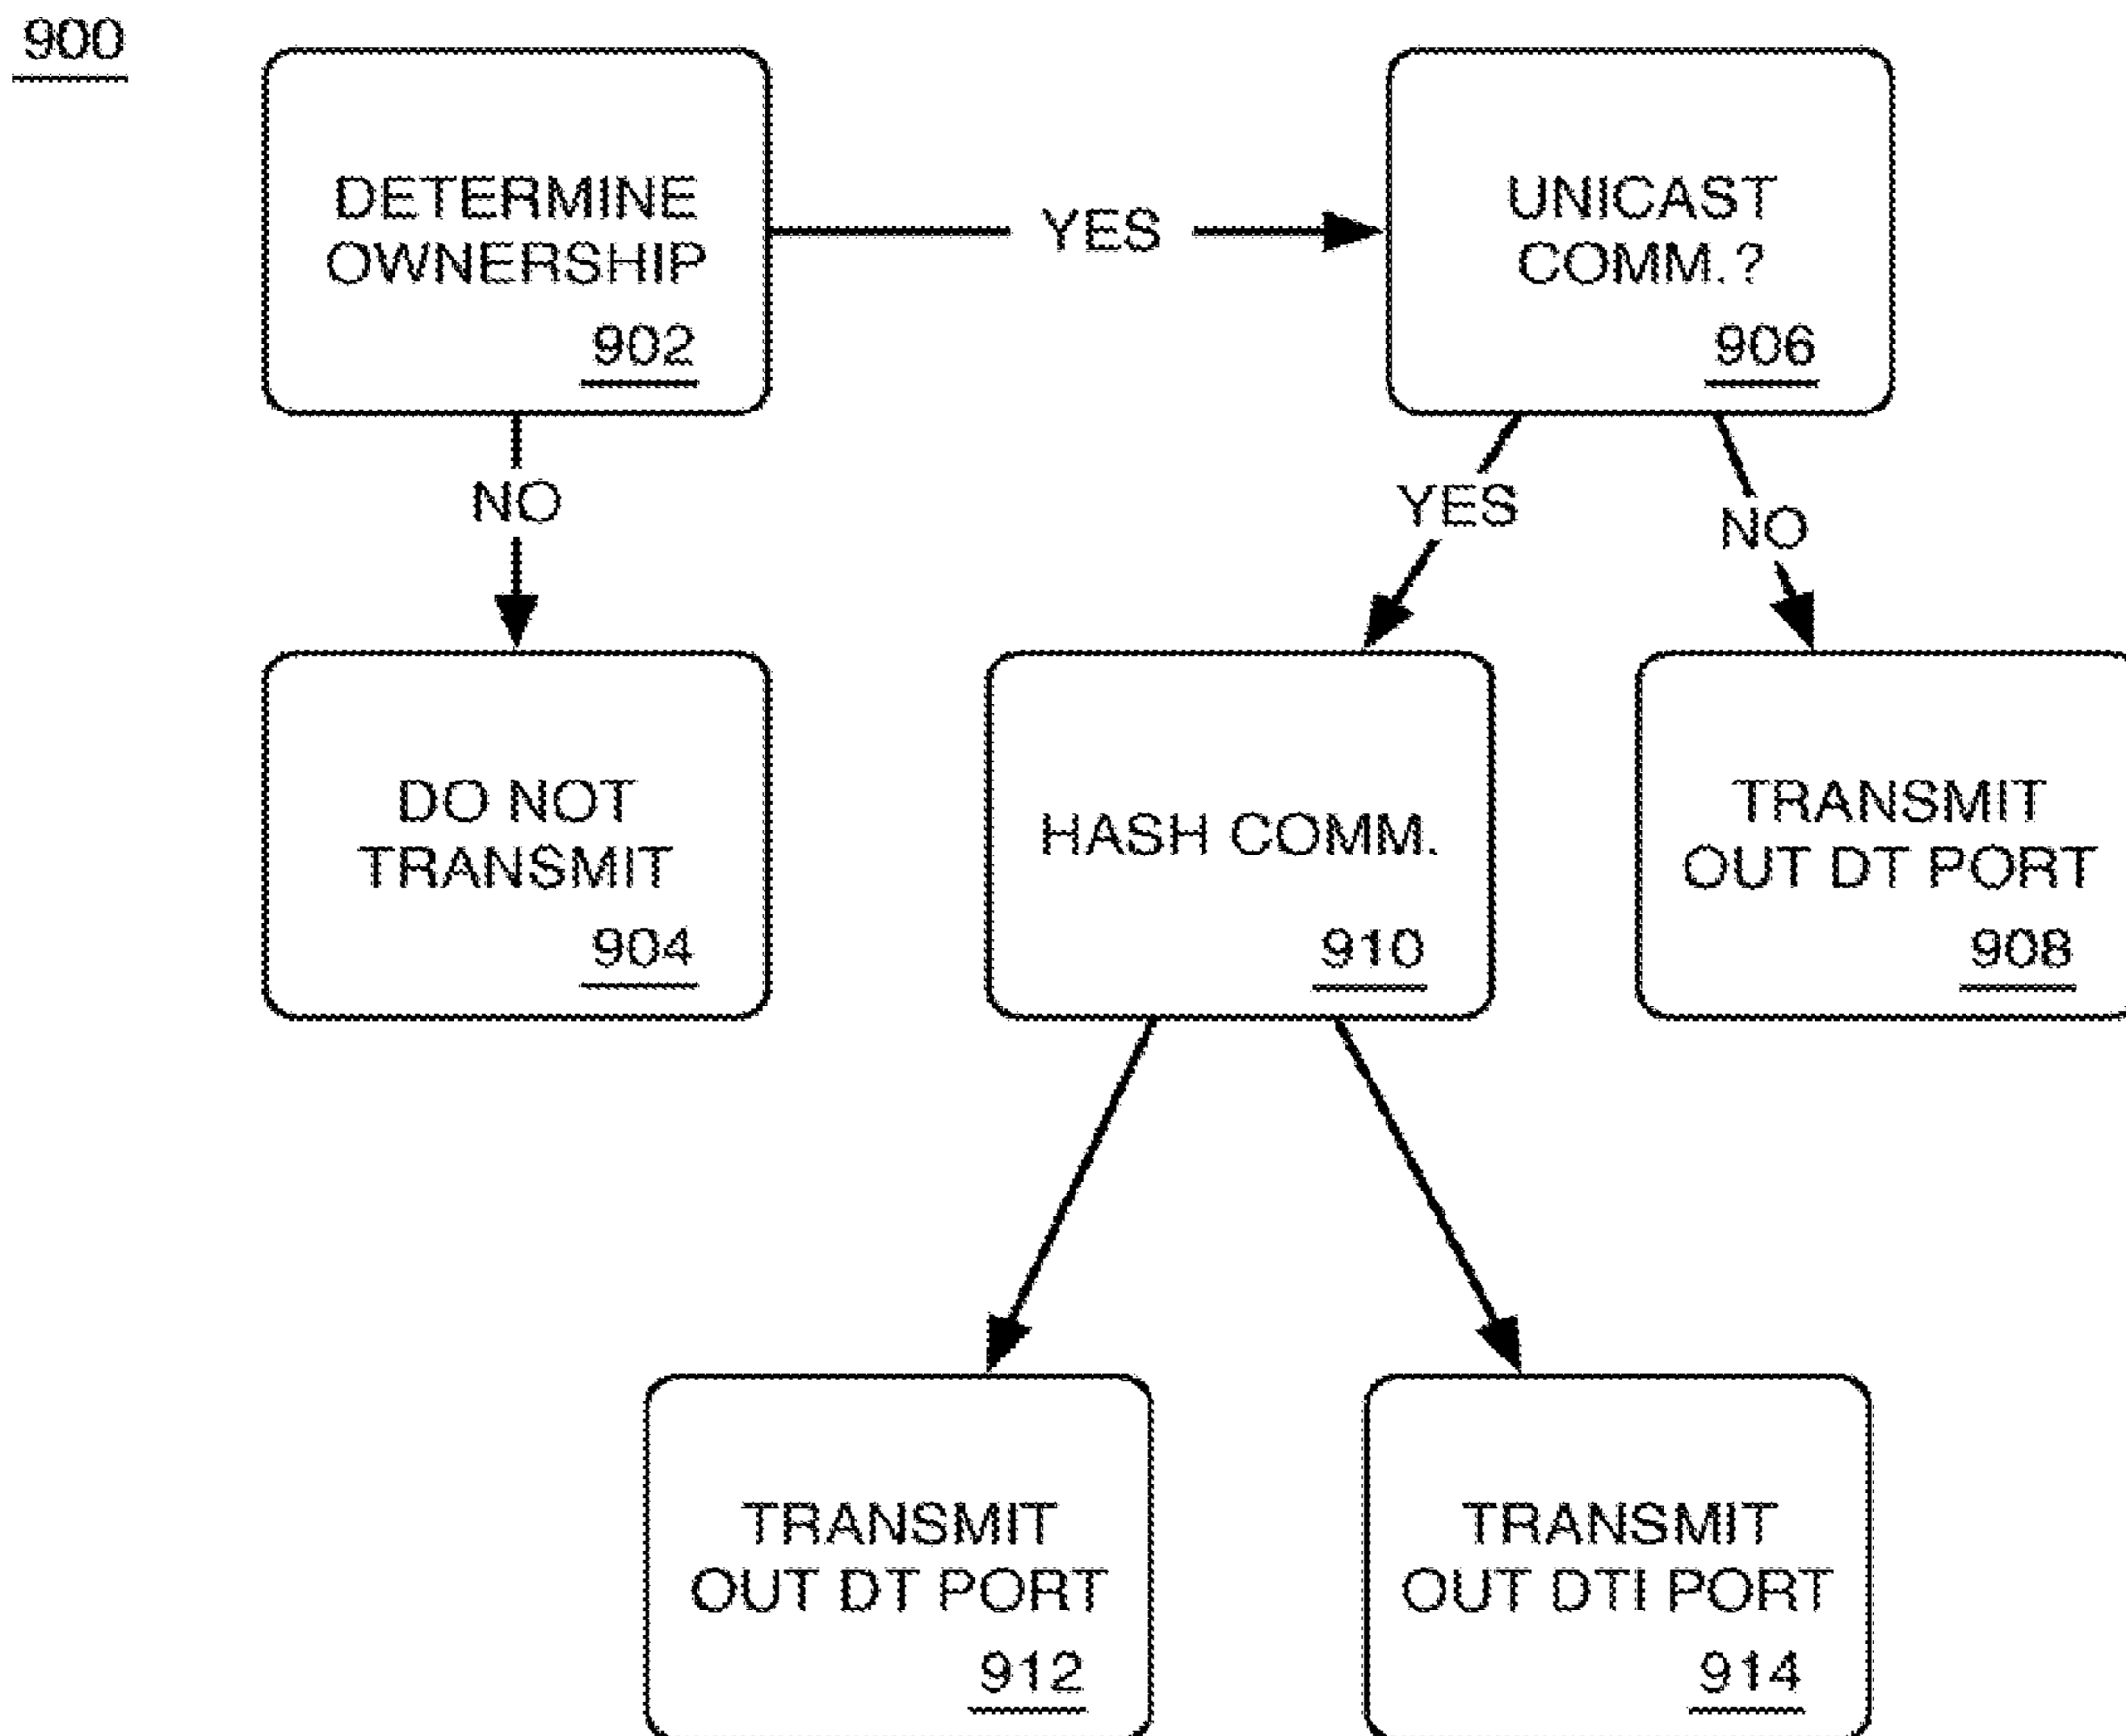 900
DETERMINE
OWNERSHIP
902
YES
UNICAST
COMM.?
906
NO
YES
NO
DO NOT
TRANSMIT
904
HASH COMM.
910
TRANSMIT
OUT DT PORT
908
TRANSMIT
OUT DT PORT
912
TRANSMIT
OUT DTI PORT
914